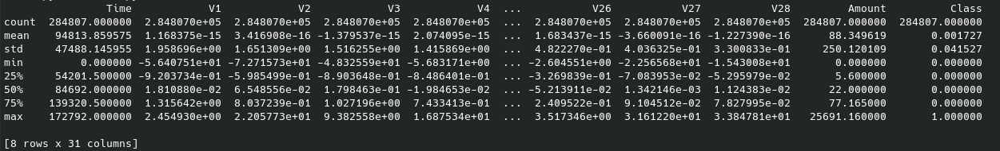 Time V1 V2 V3 V4 ... V26 V27 V28 Amount Class
count 284807.000000 2.848070e+05 2.848070e+05 2.848070e+05 2.848070e+05 ... 2.848070e+05 2.848070e+05 2.848070e+05 284807.000000 284807.000000
mean 94813.859575 1.168375e-15 3.416908e-16 -1.379537e-15 2.074095e-15 ... 1.683437e-15 -3.660091e-16 -1.227390e-16 88.349619 0.001727
std 47488.145955 1.958696e+00 1.651309e+00 1.516255e+00 1.415869e+00 ... 4.822270e-01 4.036325e-01 3.300833e-01 250.120109 0.041527
min 0.000000 -5.640751e+01 -7.271573e+01 -4.832559e+01 -5.683171e+00 ... -2.604551e+00 -2.256568e+01 -1.543008e+01 0.000000 0.000000
25% 54201.500000 -9.203734e-01 -5.985499e-01 -8.903648e-01 -8.486401e-01 ... -3.269839e-01 -7.083953e-02 -5.295979e-02 5.600000 0.000000
50% 84692.000000 1.810880e-02 6.548556e-02 1.798463e-01 -1.984653e-02 ... -5.213911e-02 1.342146e-03 1.124383e-02 22.000000 0.000000
75% 139320.500000 1.315642e+00 8.037239e-01 1.027196e+00 7.433413e-01 ... 2.409522e-01 9.104512e-02 7.827995e-02 77.165000 0.000000
max 172792.000000 2.454930e+00 2.205773e+01 9.382558e+00 1.687534e+01 ... 3.517346e+00 3.161220e+01 3.384781e+01 25691.160000 1.000000
[8 rows x 31 columns]